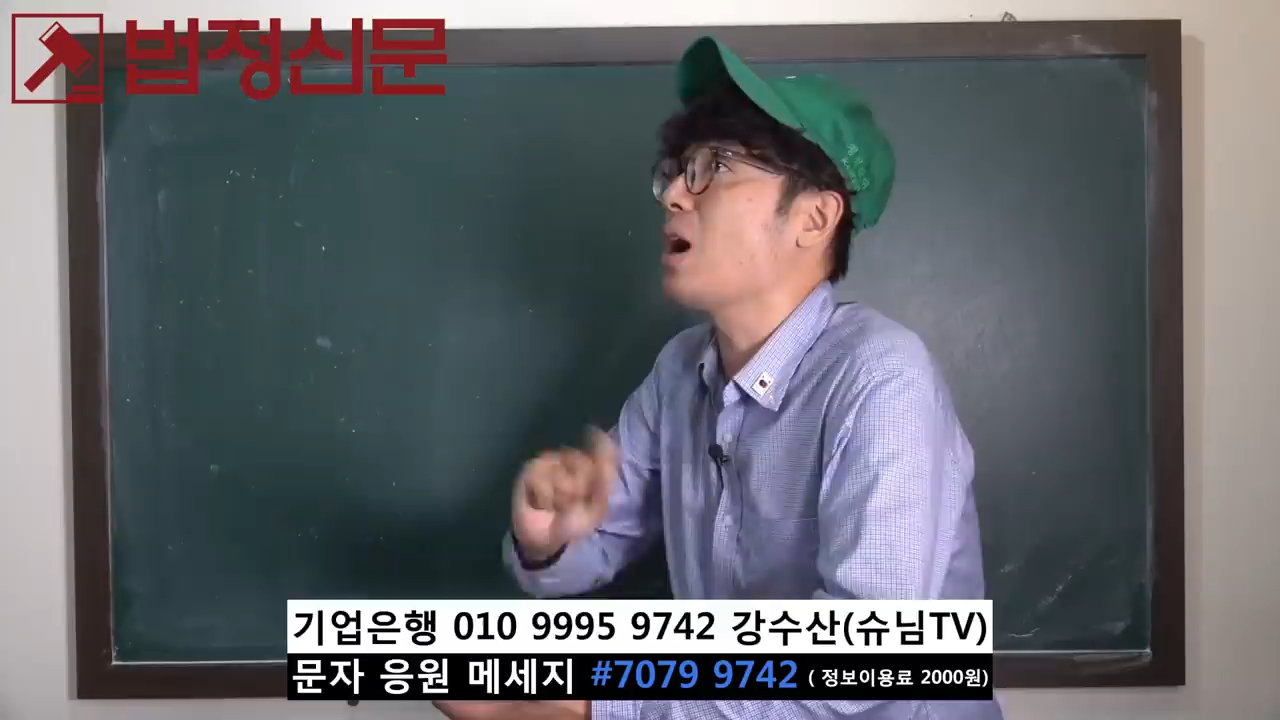 법정신문
기업은행 010 9995 9742 강수산(슈님TV)
문자 응원 메세지 #7079 9742 ( 정보이용료 2000원)